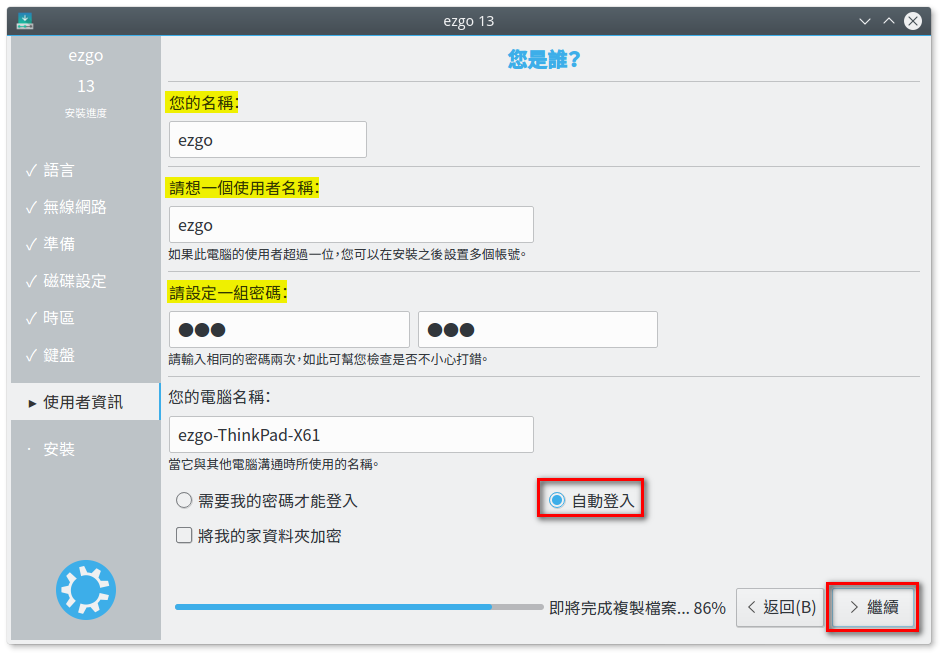 ezgo 13
ezgo
13
安裝進度
✓ 語言
✓ 無線網路
✓ 準備
✓ 磁碟設定
✓ 時區
✓ 鍵盤
▸ 使用者資訊
· 安裝
您是誰?
您的名稱:
ezgo
請想一個使用者名稱:
ezgo
如果此電腦的使用者超過一位,您可以在安裝之後設置多個帳號。
請設定一組密碼:
●●● ●●●
請輸入相同的密碼兩次,如此可幫您檢查是否不小心打錯。
您的電腦名稱:
ezgo-ThinkPad-X61
當它與其他電腦溝通時所使用的名稱。
需要我的密碼才能登入 自動登入
將我的家資料夾加密
即將完成複製檔案... 86% < 返回(B) > 繼續